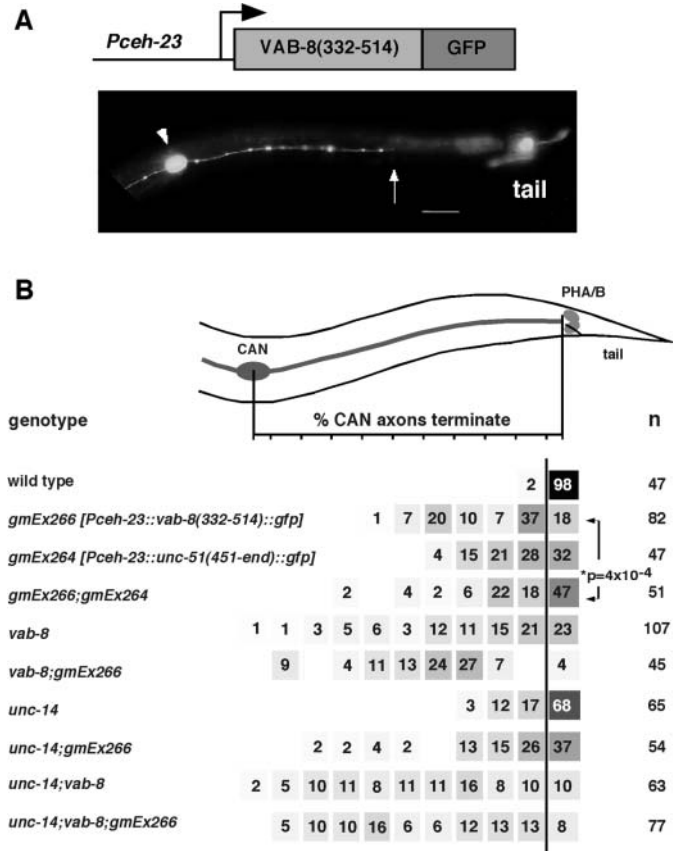 A
Pceh-23
VAB-8(332-514)
GFP
tail
B
PHA/B
CAN
tail
genotype
% CAN axons terminate
n
wild type 2 98 47
gmEx266 [Pceh-23::vab-8(332-514)::gfp] 1 7 20 10 7 37 18 82
gmEx264 [Pceh-23::unc-51(451-end)::gfp] 4 15 21 28 32 47
*p=4x10-4
gmEx266;gmEx264 2 4 2 6 22 18 47 51
vab-8 1 1 3 5 6 3 12 11 15 21 23 107
vab-8;gmEx266 9 4 11 13 24 27 7 4 45
unc-14 3 12 17 68 65
unc-14;gmEx266 2 2 4 2 13 15 26 37 54
unc-14;vab-8 2 5 10 11 8 11 11 16 8 10 10 63
unc-14;vab-8;gmEx266 5 10 10 16 6 6 12 13 13 8 77